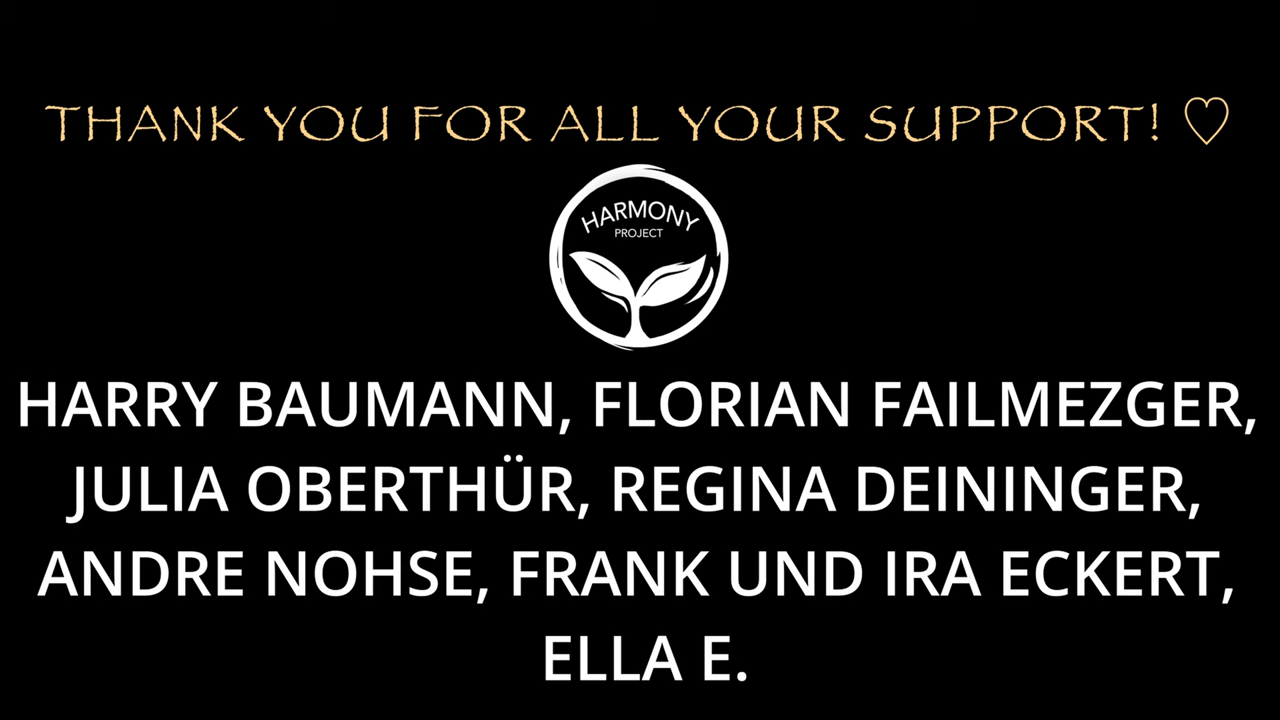 THANK YOU FOR ALL YOUR SUPPORT! ♡
HARMONY
PROJECT
HARRY BAUMANN, FLORIAN FAILMEZGER,
JULIA OBERTHÜR, REGINA DEININGER,
ANDRE NOHSE, FRANK UND IRA ECKERT,
ELLA E.